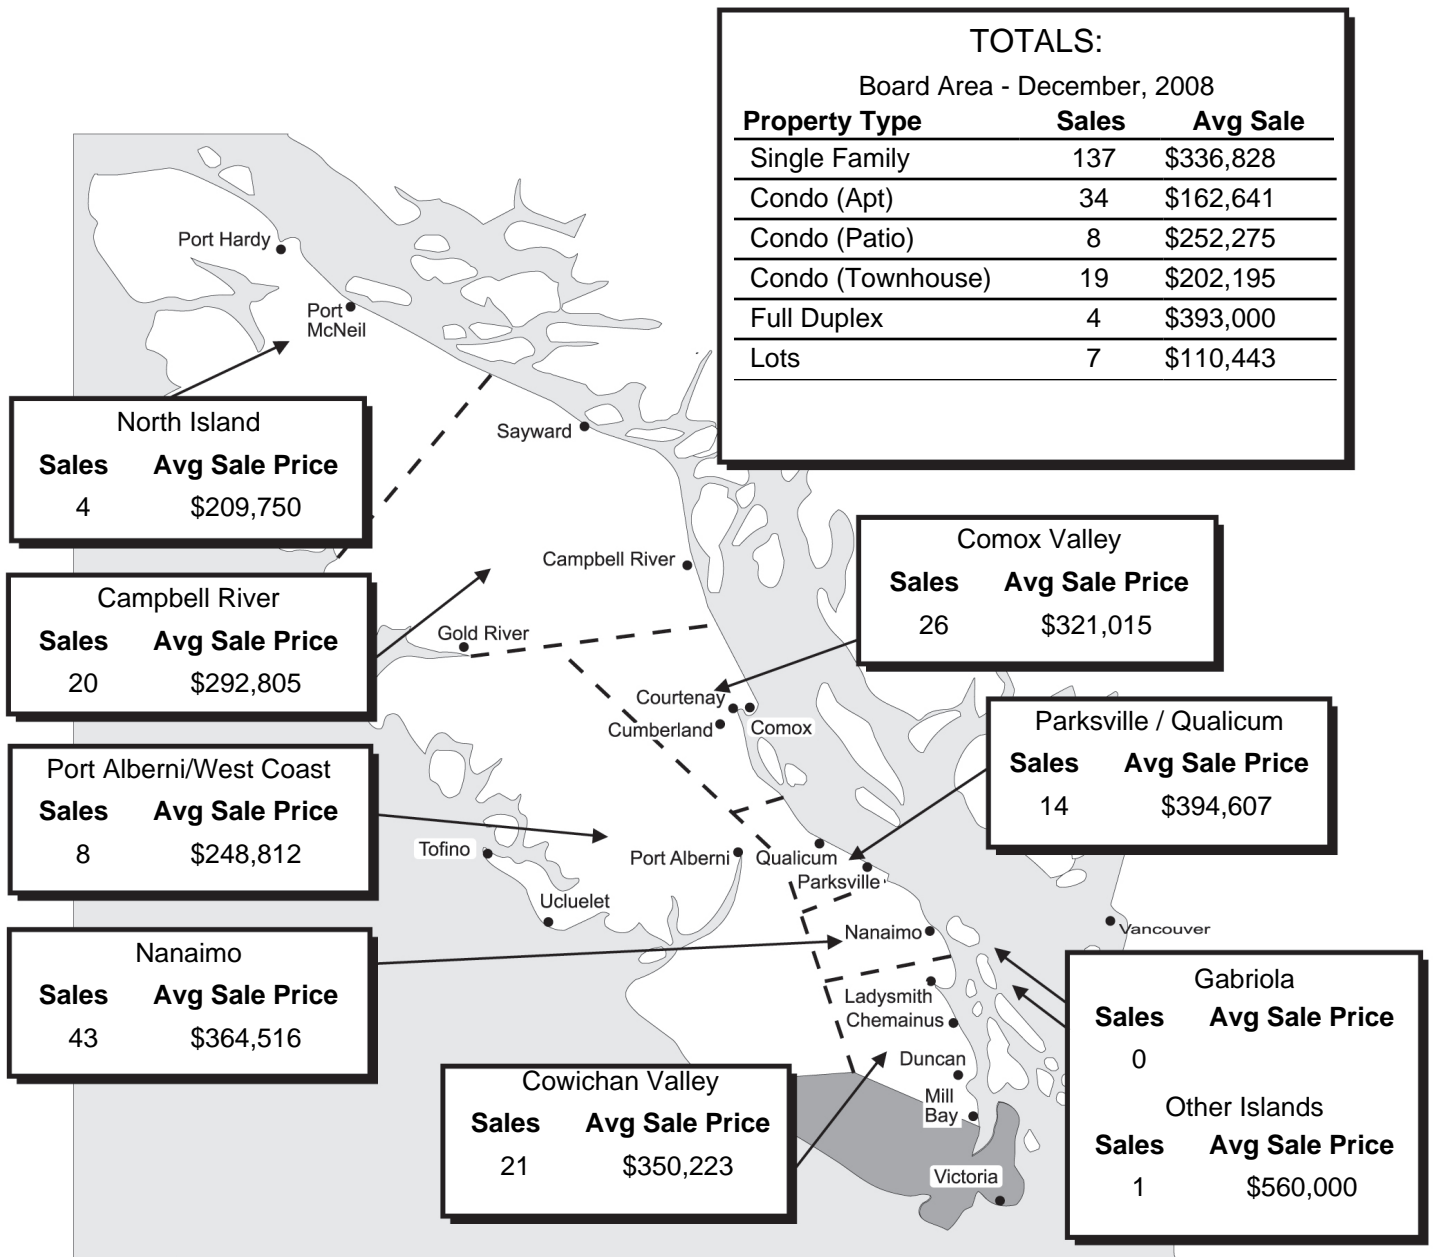 TOTALS:
Board Area - December, 2008
Property Type Sales Avg Sale
Single Family 137 $336,828
Condo (Apt) 34 $162,641
Condo (Patio) 8 $252,275
Condo (Townhouse) 19 $202,195
Full Duplex 4 $393,000
Lots 7 $110,443
Port Hardy
Port
McNeil
North Island
Sales Avg Sale Price
4 $209,750
Sayward
Campbell River
Comox Valley
Sales Avg Sale Price
26 $321,015
Campbell River
Sales Avg Sale Price
20 $292,805
Gold River
Courtenay
Cumberland
Comox
Parksville / Qualicum
Sales Avg Sale Price
14 $394,607
Port Alberni/West Coast
Sales Avg Sale Price
8 $248,812
Tofino
Port Alberni
Qualicum
Parksville
Ucluelet
Nanaimo
Vancouver
Nanaimo
Sales Avg Sale Price
43 $364,516
Ladysmith
Chemainus
Duncan
Mill
Bay
Victoria
Gabriola
Sales Avg Sale Price
0
Other Islands
Sales Avg Sale Price
1 $560,000
Cowichan Valley
Sales Avg Sale Price
21 $350,223